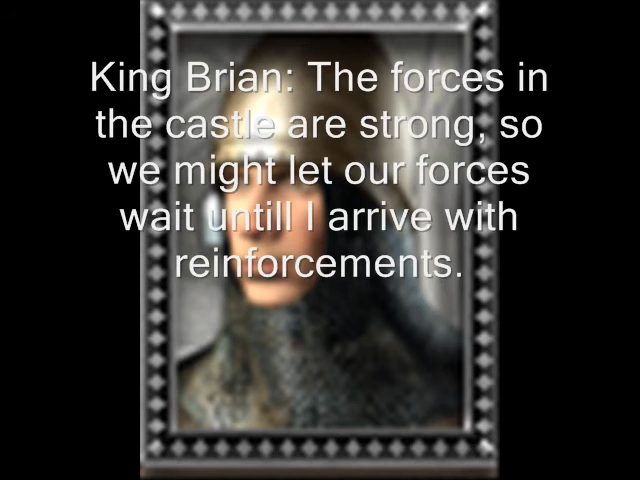 King Brian: The forces in
the castle are strong, so
we might let our forces
wait untill I arrive with
reinforcements.